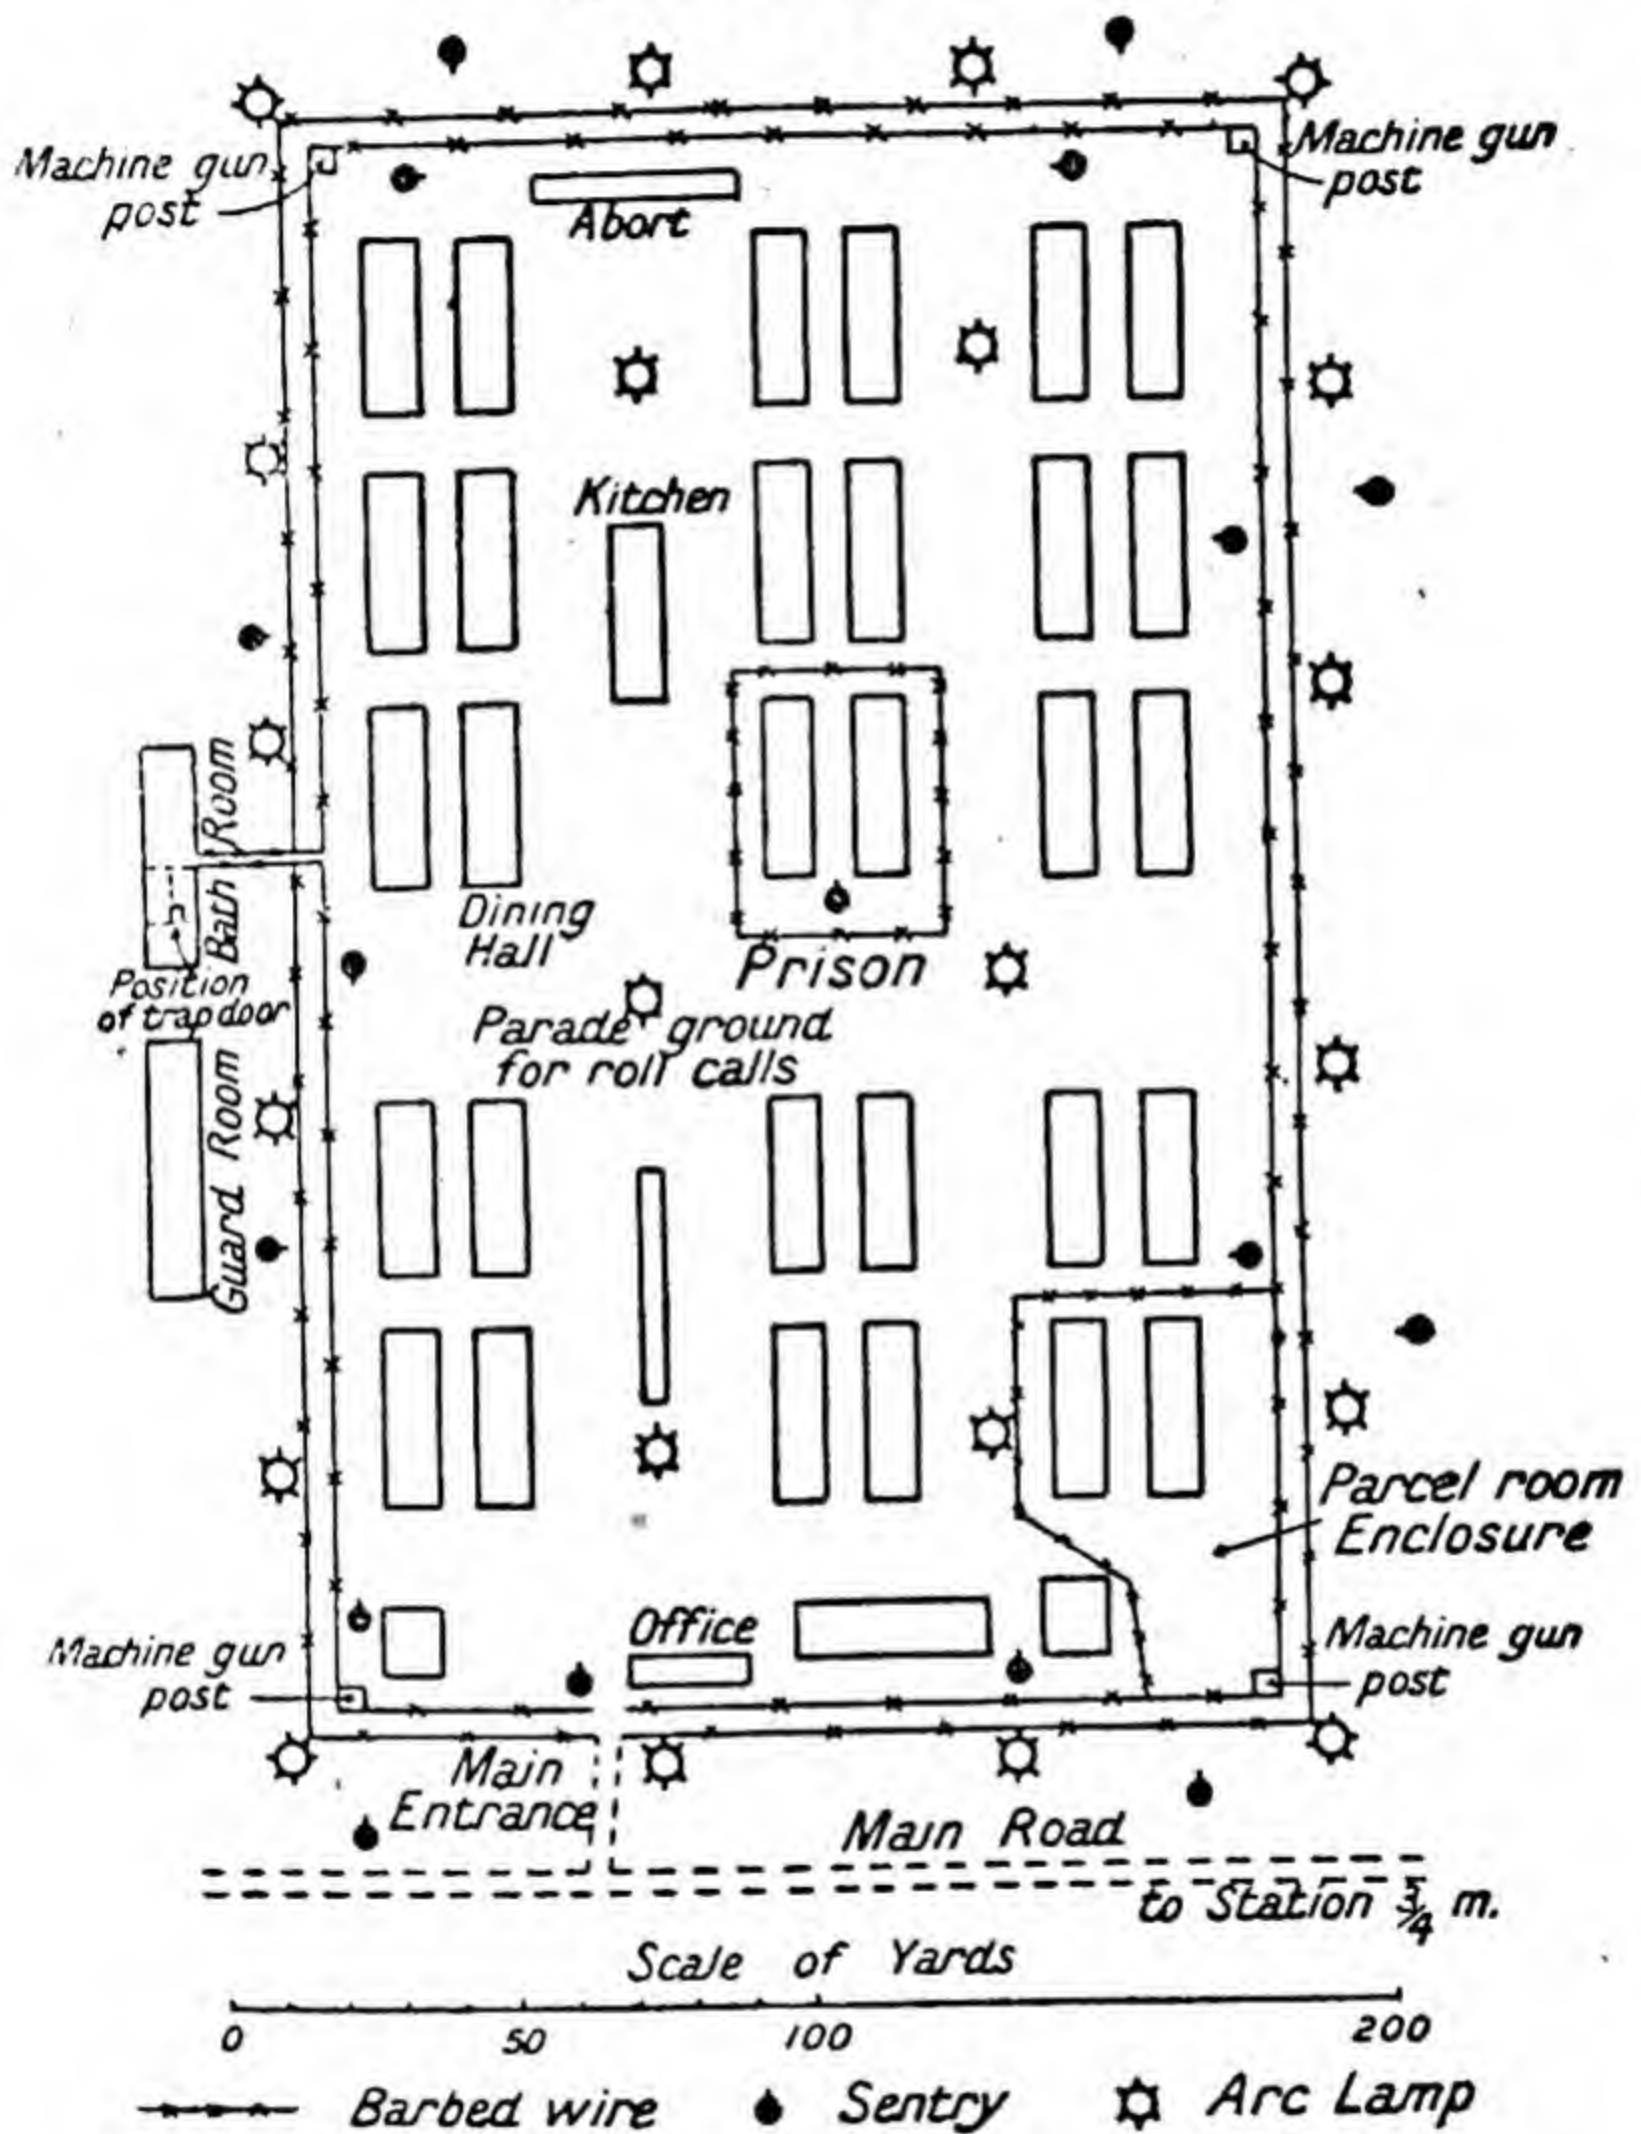 Machine gun
post
Machine gun
post
Abort
Kitchen
Bath Room
Dining
Hall
Prison
Position
of trap door
Parade ground
for roll calls
Guard Room
Parcel room
Enclosure
Office
Machine gun
post
Machine gun
post
Main
Entrance
Main Road
to Station 3/4 m.
Scale of Yards
0 50 100 200
Barbed wire Sentry Arc Lamp